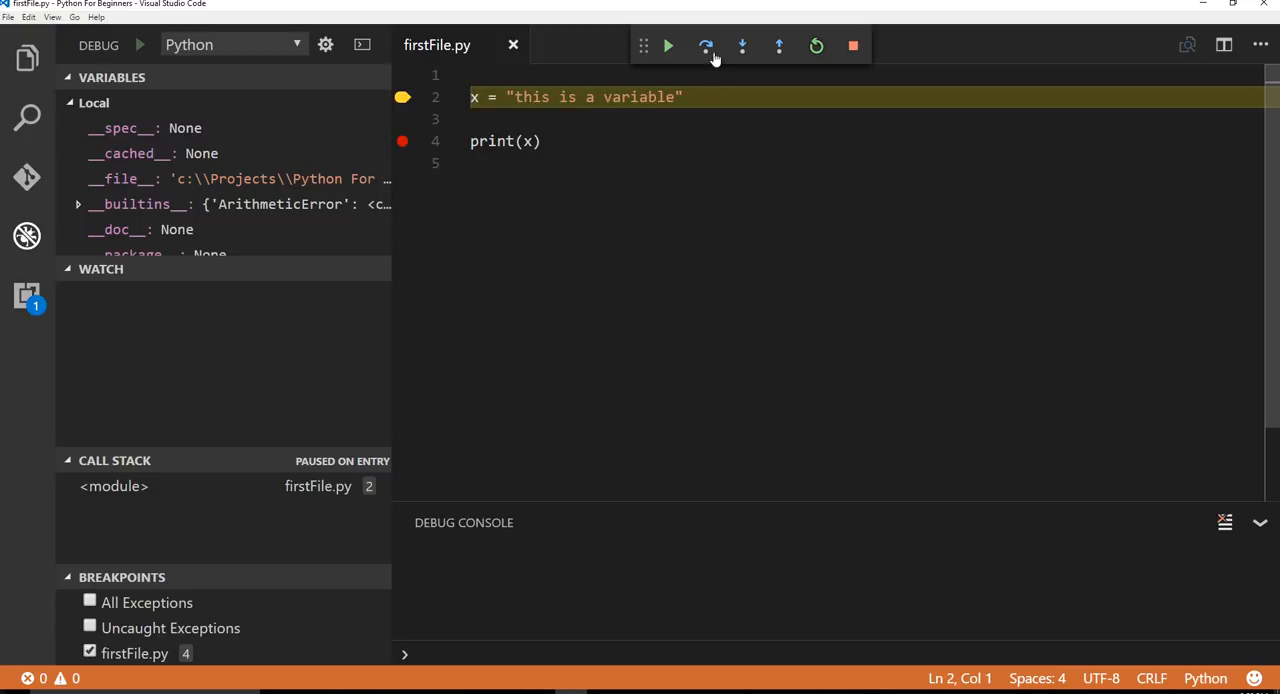 firstFile.py - Python For Beginners - Visual Studio Code
File Edit View Go Help
DEBUG Python
firstFile.py
VARIABLES
Local
__spec__: None
__cached__: None
__file__: 'c:\\Projects\\Python For ...
__builtins__: {'ArithmeticError': <c...
__doc__: None
__package__: None
WATCH
CALL STACK PAUSED ON ENTRY
<module> firstFile.py 2
BREAKPOINTS
All Exceptions
Uncaught Exceptions
firstFile.py 4
1
1
2 x = "this is a variable"
3
4 print(x)
5
DEBUG CONSOLE
0 0 Ln 2, Col 1 Spaces: 4 UTF-8 CRLF Python